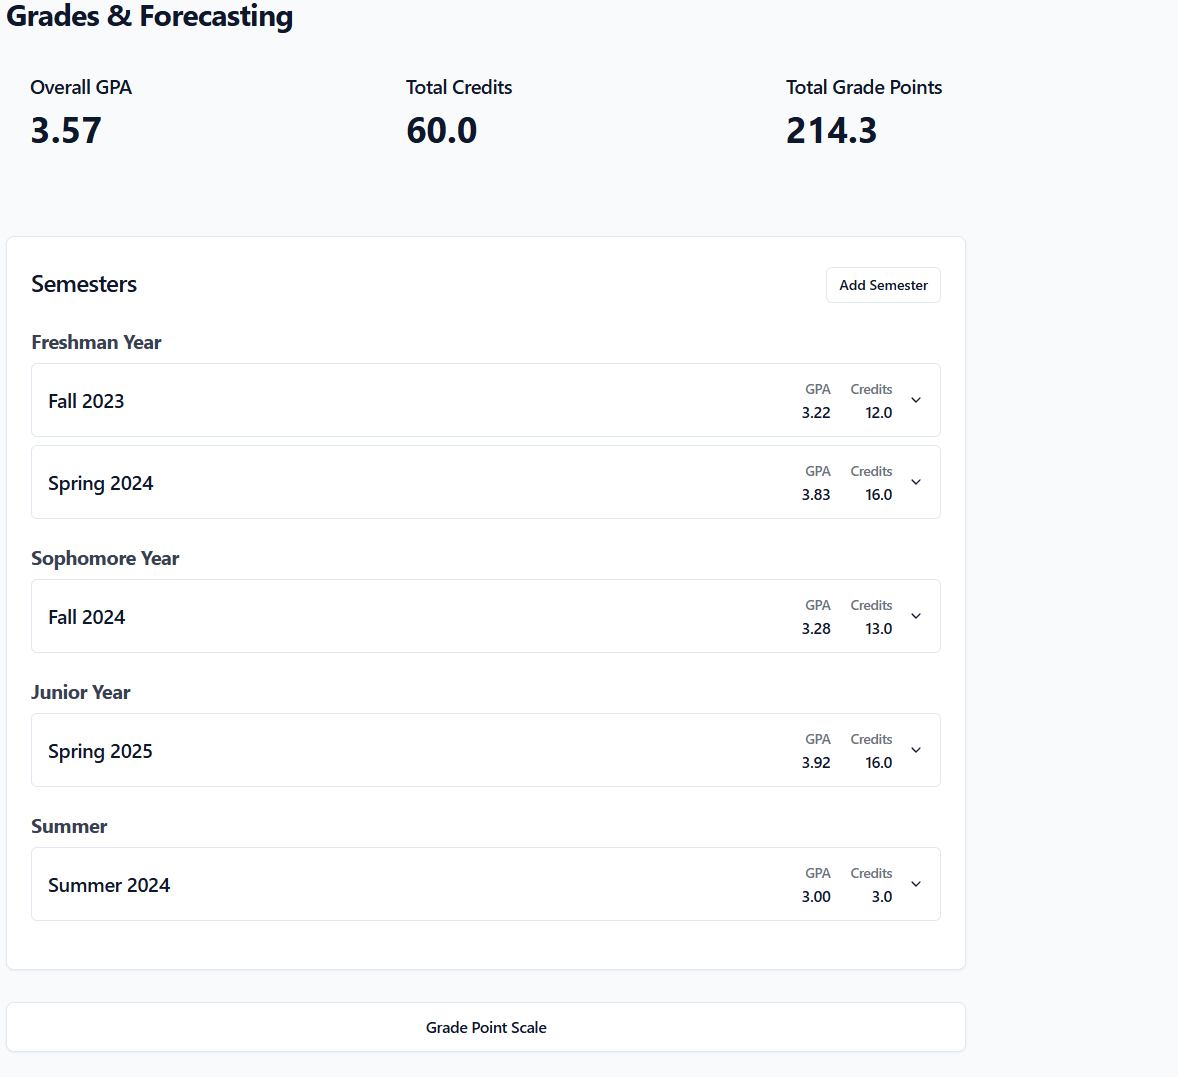 Grades & Forecasting
Overall GPA
3.57
Total Credits
60.0
Total Grade Points
214.3
Semesters
Add Semester
Freshman Year
Fall 2023
GPA
3.22
Credits
12.0
Spring 2024
GPA
3.83
Credits
16.0
Sophomore Year
Fall 2024
GPA
3.28
Credits
13.0
Junior Year
Spring 2025
GPA
3.92
Credits
16.0
Summer
Summer 2024
GPA
3.00
Credits
3.0
Grade Point Scale